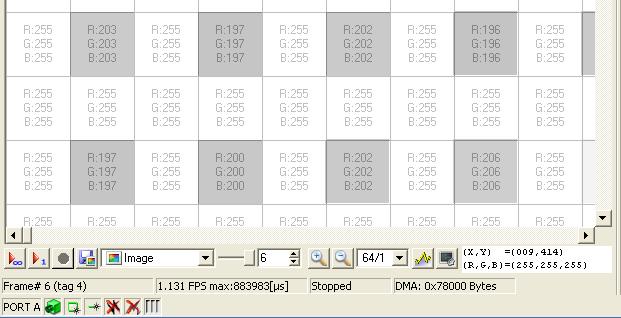 R:255 R:203 R:255 R:197 R:255 R:202 R:255 R:196 R:255
G:255 G:203 G:255 G:197 G:255 G:202 G:255 G:196 G:255
B:255 B:203 B:255 B:197 B:255 B:202 B:255 B:196 B:255
R:255 R:255 R:255 R:255 R:255 R:255 R:255 R:255 R:255
G:255 G:255 G:255 G:255 G:255 G:255 G:255 G:255 G:255
B:255 B:255 B:255 B:255 B:255 B:255 B:255 B:255 B:255
R:255 R:197 R:255 R:200 R:255 R:202 R:255 R:206 R:255
G:255 G:197 G:255 G:200 G:255 G:202 G:255 G:206 G:255
B:255 B:197 B:255 B:200 B:255 B:202 B:255 B:206 B:255
R:255 R:255 R:255 R:255 R:255 R:255 R:255 R:255 R:255
∞ 1 Image 6 64/1 (X,Y) =(009,414)
(R,G,B)=(255,255,255)
Frame# 6 (tag 4) 1.131 FPS max:883983[µs] Stopped DMA: 0x78000 Bytes
PORT A